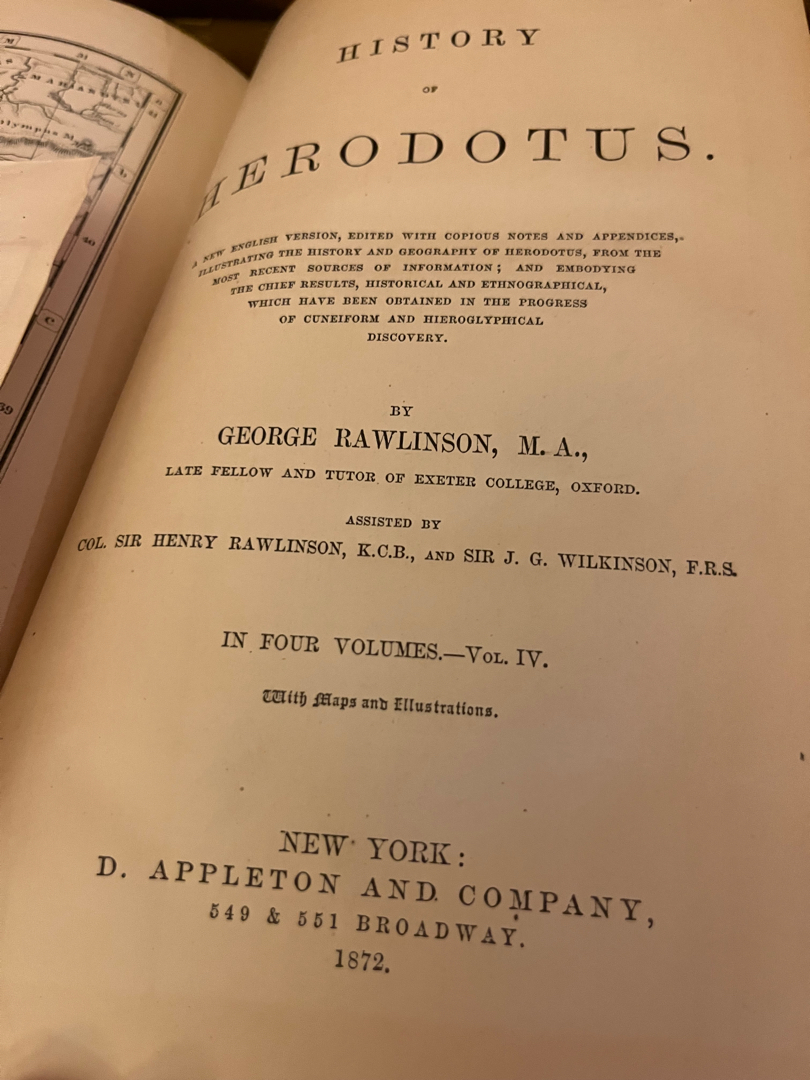 HISTORY
OF
HERODOTUS.
A NEW ENGLISH VERSION, EDITED WITH COPIOUS NOTES AND APPENDICES,
ILLUSTRATING THE HISTORY AND GEOGRAPHY OF HERODOTUS, FROM THE
MOST RECENT SOURCES OF INFORMATION; AND EMBODYING
THE CHIEF RESULTS, HISTORICAL AND ETHNOGRAPHICAL,
WHICH HAVE BEEN OBTAINED IN THE PROGRESS
OF CUNEIFORM AND HIEROGLYPHICAL
DISCOVERY.
BY
GEORGE RAWLINSON, M. A.,
LATE FELLOW AND TUTOR OF EXETER COLLEGE, OXFORD.
ASSISTED BY
COL. SIR HENRY RAWLINSON, K.C.B., AND SIR J. G. WILKINSON, F.R.S.
IN FOUR VOLUMES.—VOL. IV.
With Maps and Illustrations.
NEW YORK:
D. APPLETON AND COMPANY,
549 & 551 BROADWAY.
1872.